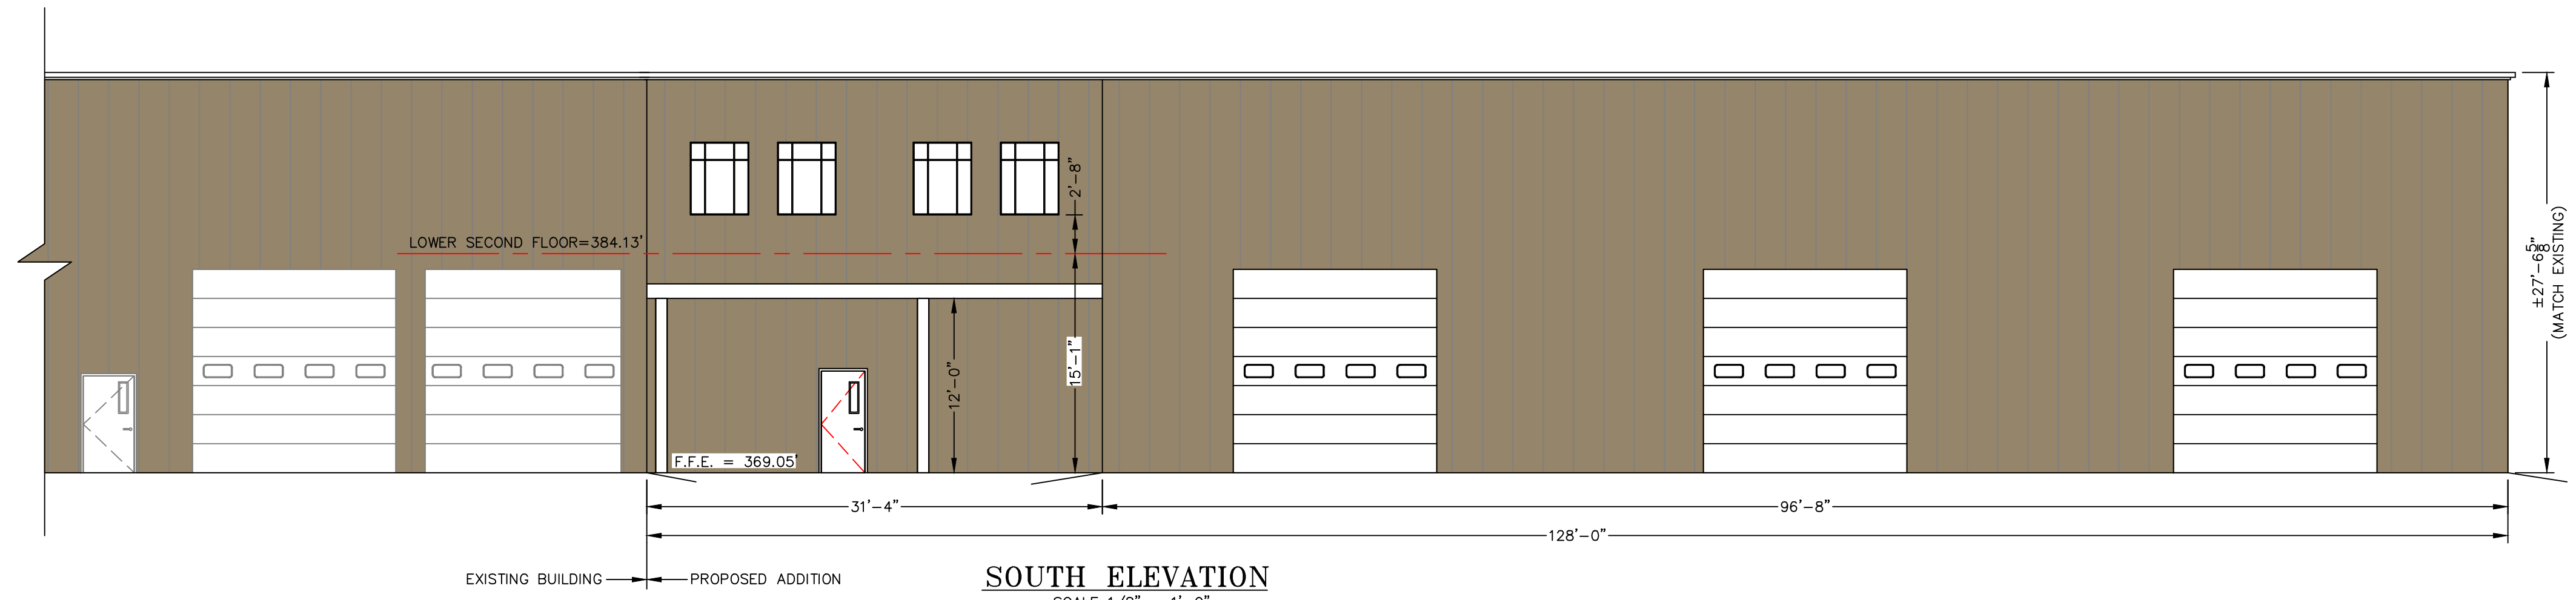 2'-8"
LOWER SECOND FLOOR=384.13'
±27'-6⅝"
(MATCH EXISTING)
12'-0"
15'-1"
F.F.E. = 369.05'
31'-4"
96'-8"
128'-0"
EXISTING BUILDING
PROPOSED ADDITION
SOUTH ELEVATION